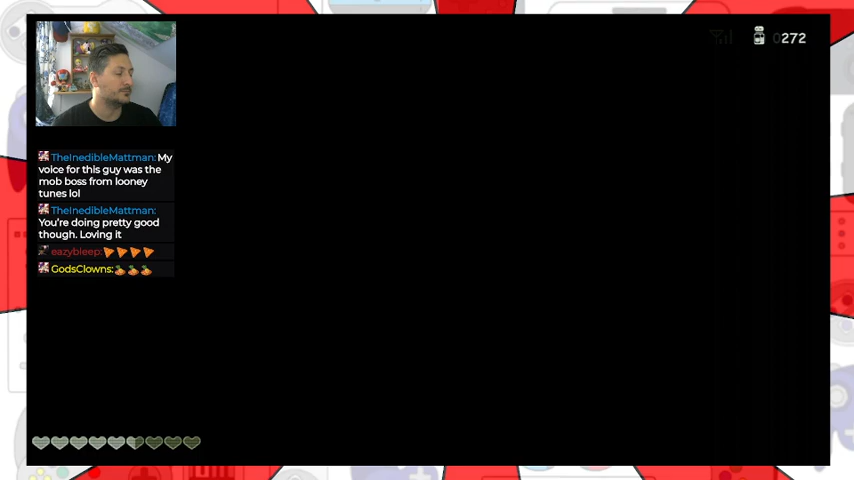 0272
TheInedibleMattman: My
voice for this guy was the
mob boss from looney
tunes lol
TheInedibleMattman:
You're doing pretty good
though. Loving it
eazybleep:
GodsClowns: